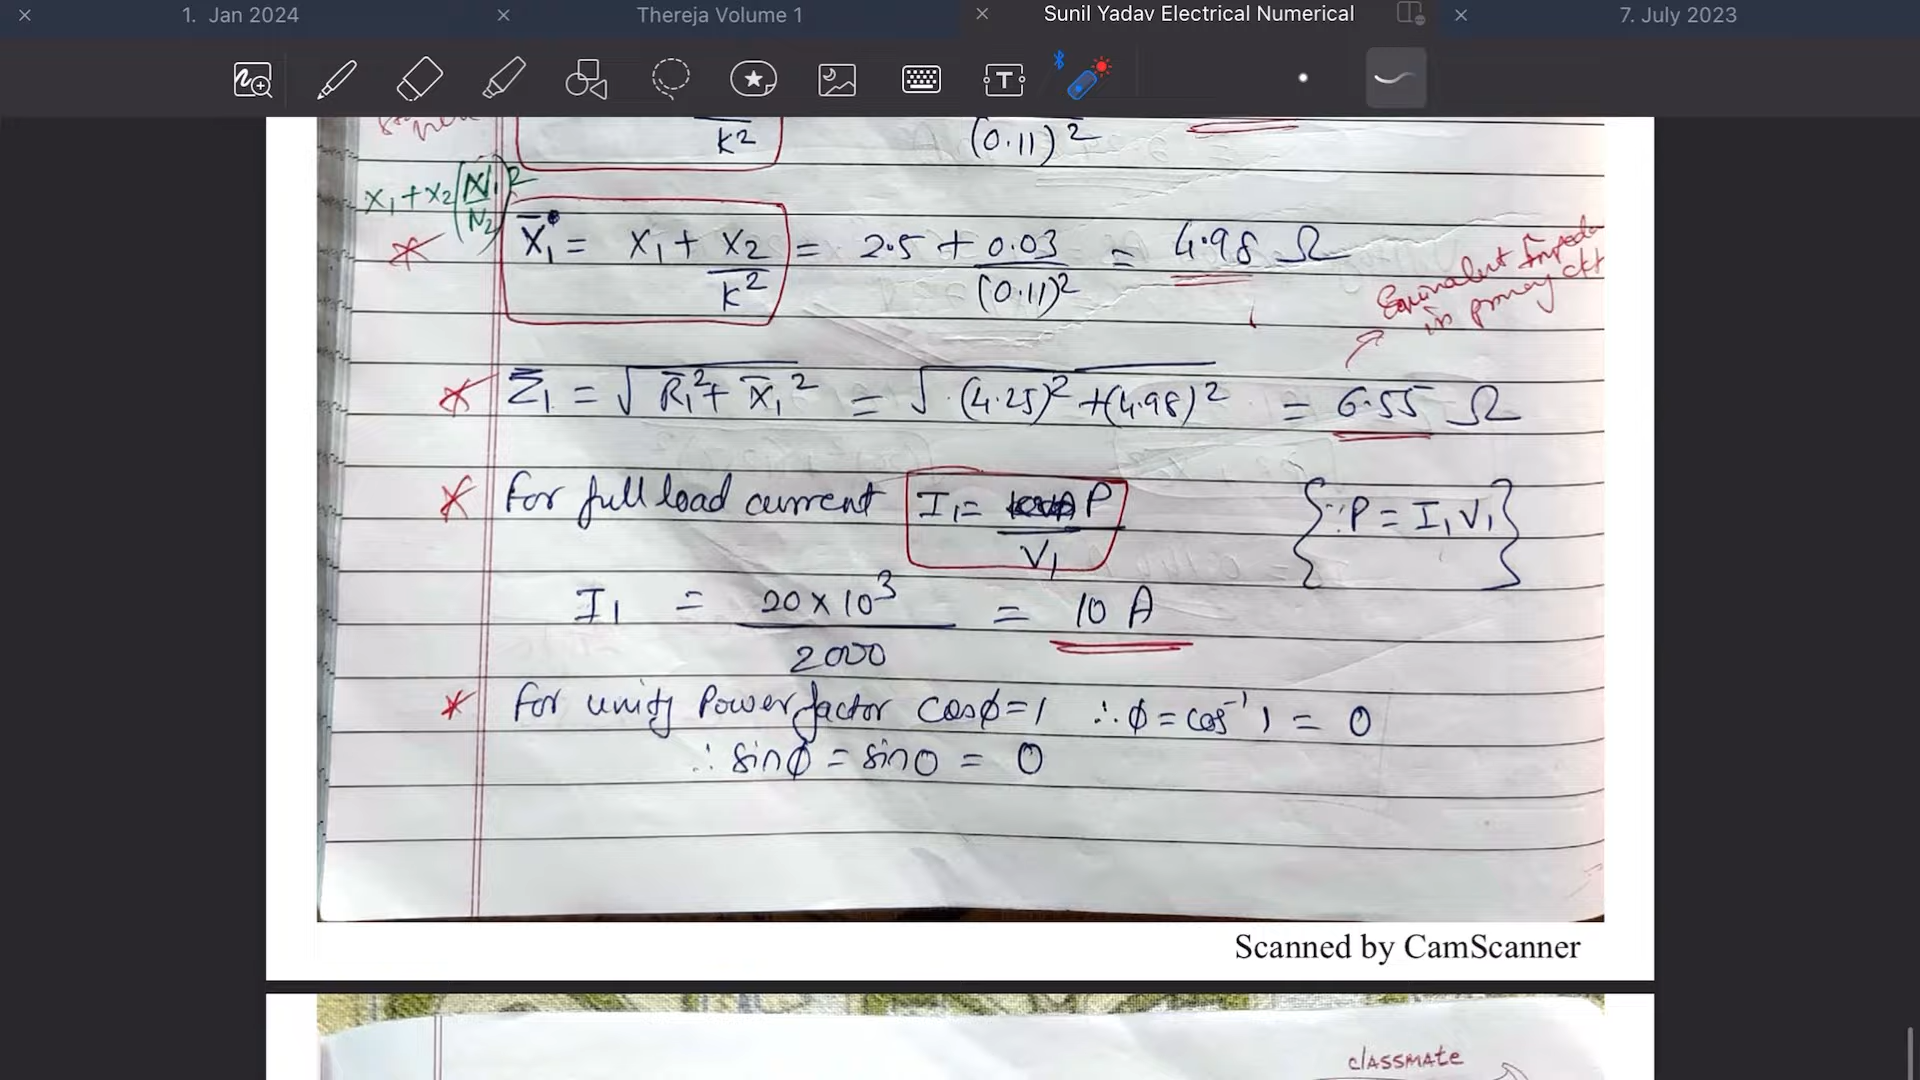 1. Jan 2024
Thereja Volume 1
Sunil Yadav Electrical Numerical
7. July 2023
K²
(0.11)²
X₁ + X₂ (N₁/N₂)²
X̄₁ = X₁ + X₂/K² = 2.5 + 0.03/(0.11)² = 4.98 Ω
Equivalent Impeda
in primary ckt
Z̄₁ = √R̄₁² + X̄₁² = √(4.25)² + (4.98)² = 6.55 Ω
For full load current I₁ = P/V₁ {∵ P = I₁V₁}
I₁ = 20 × 10³/2000 = 10 A
For unity Power factor cosϕ = 1 ∴ ϕ = cos⁻¹ 1 = 0
∴ sinϕ = sin0 = 0
Scanned by CamScanner
classmate